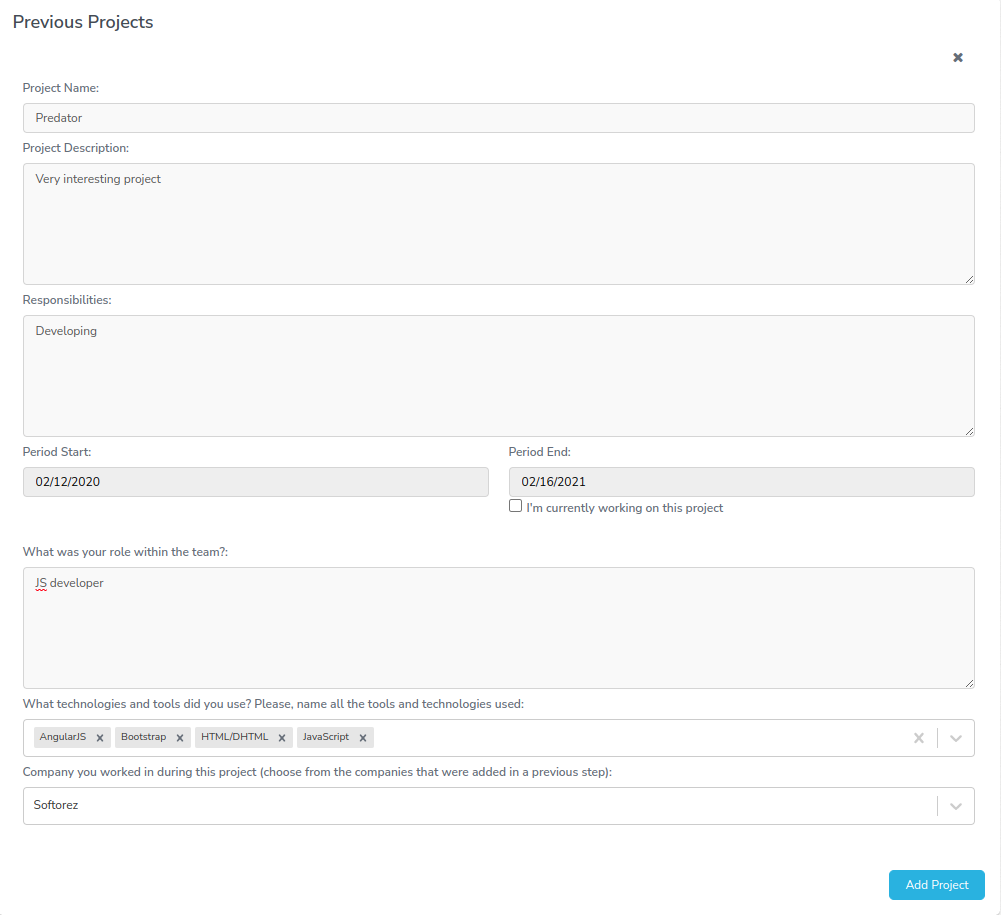 Previous Projects
Project Name:
Predator
Project Description:
Very interesting project
Responsibilities:
Developing
Period Start:
Period End:
02/12/2020
02/16/2021
I'm currently working on this project
What was your role within the team?:
JS developer
What technologies and tools did you use? Please, name all the tools and technologies used:
AngularJS Bootstrap HTML/DHTML JavaScript
Company you worked in during this project (choose from the companies that were added in a previous step):
Softorez
Add Project